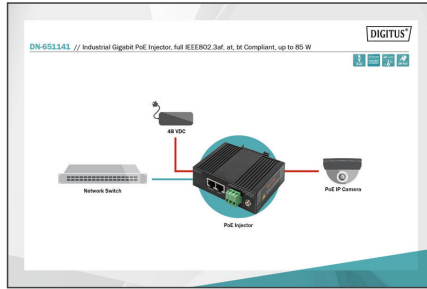 DIGITUS®
DN-651141 // Industrial Gigabit PoE Injector, full IEEE802.3af, at, bt Compliant, up to 85 W
48 VDC
Network Switch
PoE Injector
PoE IP Camera